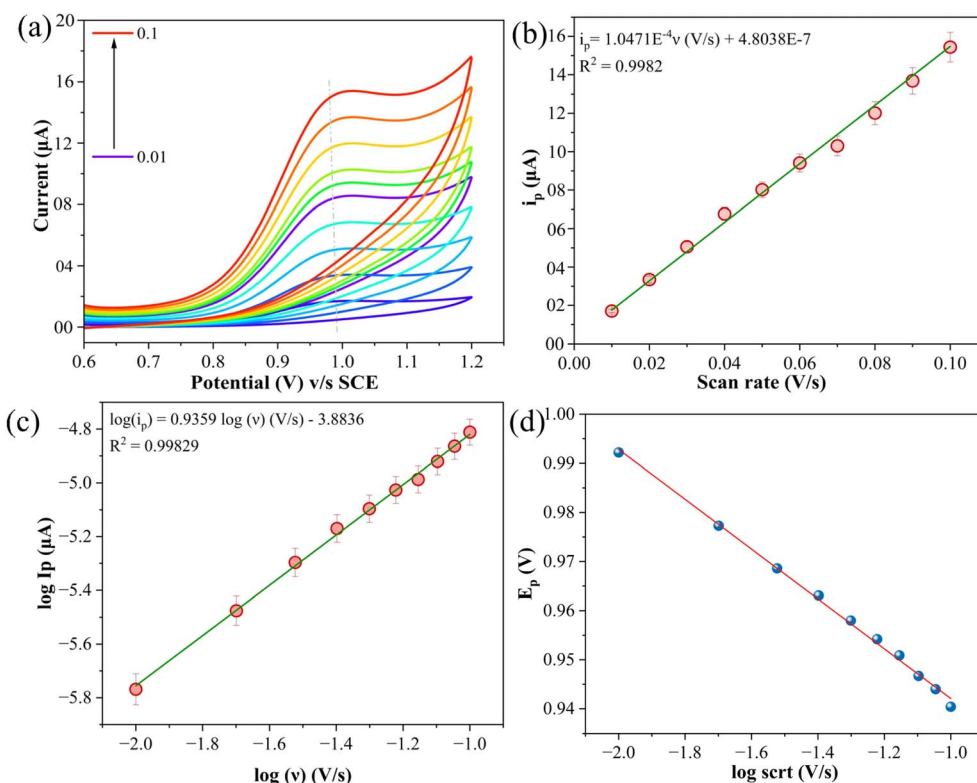 (a)
20
16
12
08
04
00
Current (µA)
0.1
0.01
0.6 0.7 0.8 0.9 1.0 1.1 1.2
Potential (V) v/s SCE
(b)
16
14
12
10
08
06
04
02
00
i_p (µA)
i_p= 1.0471E⁻⁴ν (V/s) + 4.8038E-7
R² = 0.9982
0.00 0.02 0.04 0.06 0.08 0.10
Scan rate (V/s)
(c)
−4.8
−5.0
−5.2
−5.4
−5.6
−5.8
log Ip (µA)
log(i_p) = 0.9359 log (ν) (V/s) - 3.8836
R² = 0.99829
−2.0 −1.8 −1.6 −1.4 −1.2 −1.0
log (ν) (V/s)
(d)
1.00
0.99
0.98
0.97
0.96
0.95
0.94
E_p (V)
−2.0 −1.8 −1.6 −1.4 −1.2 −1.0
log scrt (V/s)